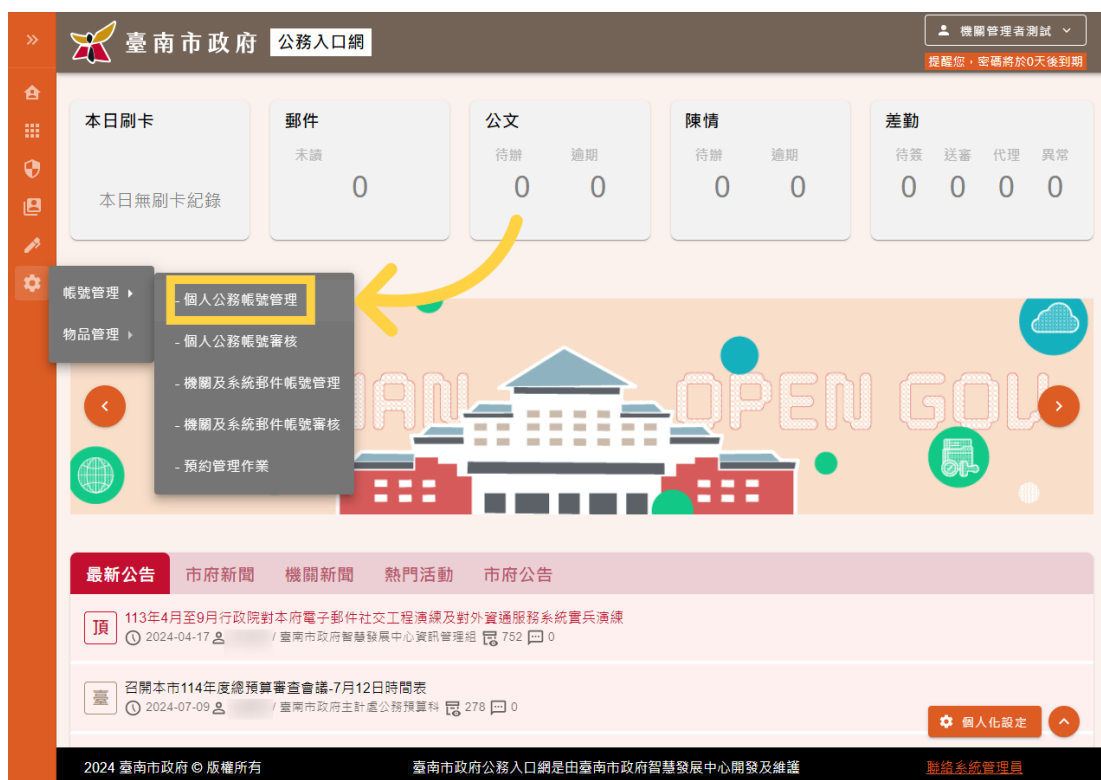 臺南市政府 公務入口網
機關管理者測試
提醒您，密碼將於0天後到期
本日刷卡
本日無刷卡紀錄
郵件
未讀
0
公文
待辦 逾期
0 0
陳情
待辦 逾期
0 0
差勤
待簽 送審 代理 異常
0 0 0 0
帳號管理
物品管理
- 個人公務帳號管理
- 個人公務帳號審核
- 機關及系統郵件帳號管理
- 機關及系統郵件帳號審核
- 預約管理作業
OPEN GOV
最新公告 市府新聞 機關新聞 熱門活動 市府公告
頂 113年4月至9月行政院對本府電子郵件社交工程演練及對外資通服務系統實兵演練
2024-04-17 / 臺南市政府智慧發展中心資訊管理組 752 0
臺 召開本市114年度總預算審查會議-7月12日時間表
2024-07-09 / 臺南市政府主計處公務預算科 278 0
個人化設定
2024 臺南市政府 © 版權所有 臺南市政府公務入口網是由臺南市政府智慧發展中心開發及維護 聯絡系統管理員